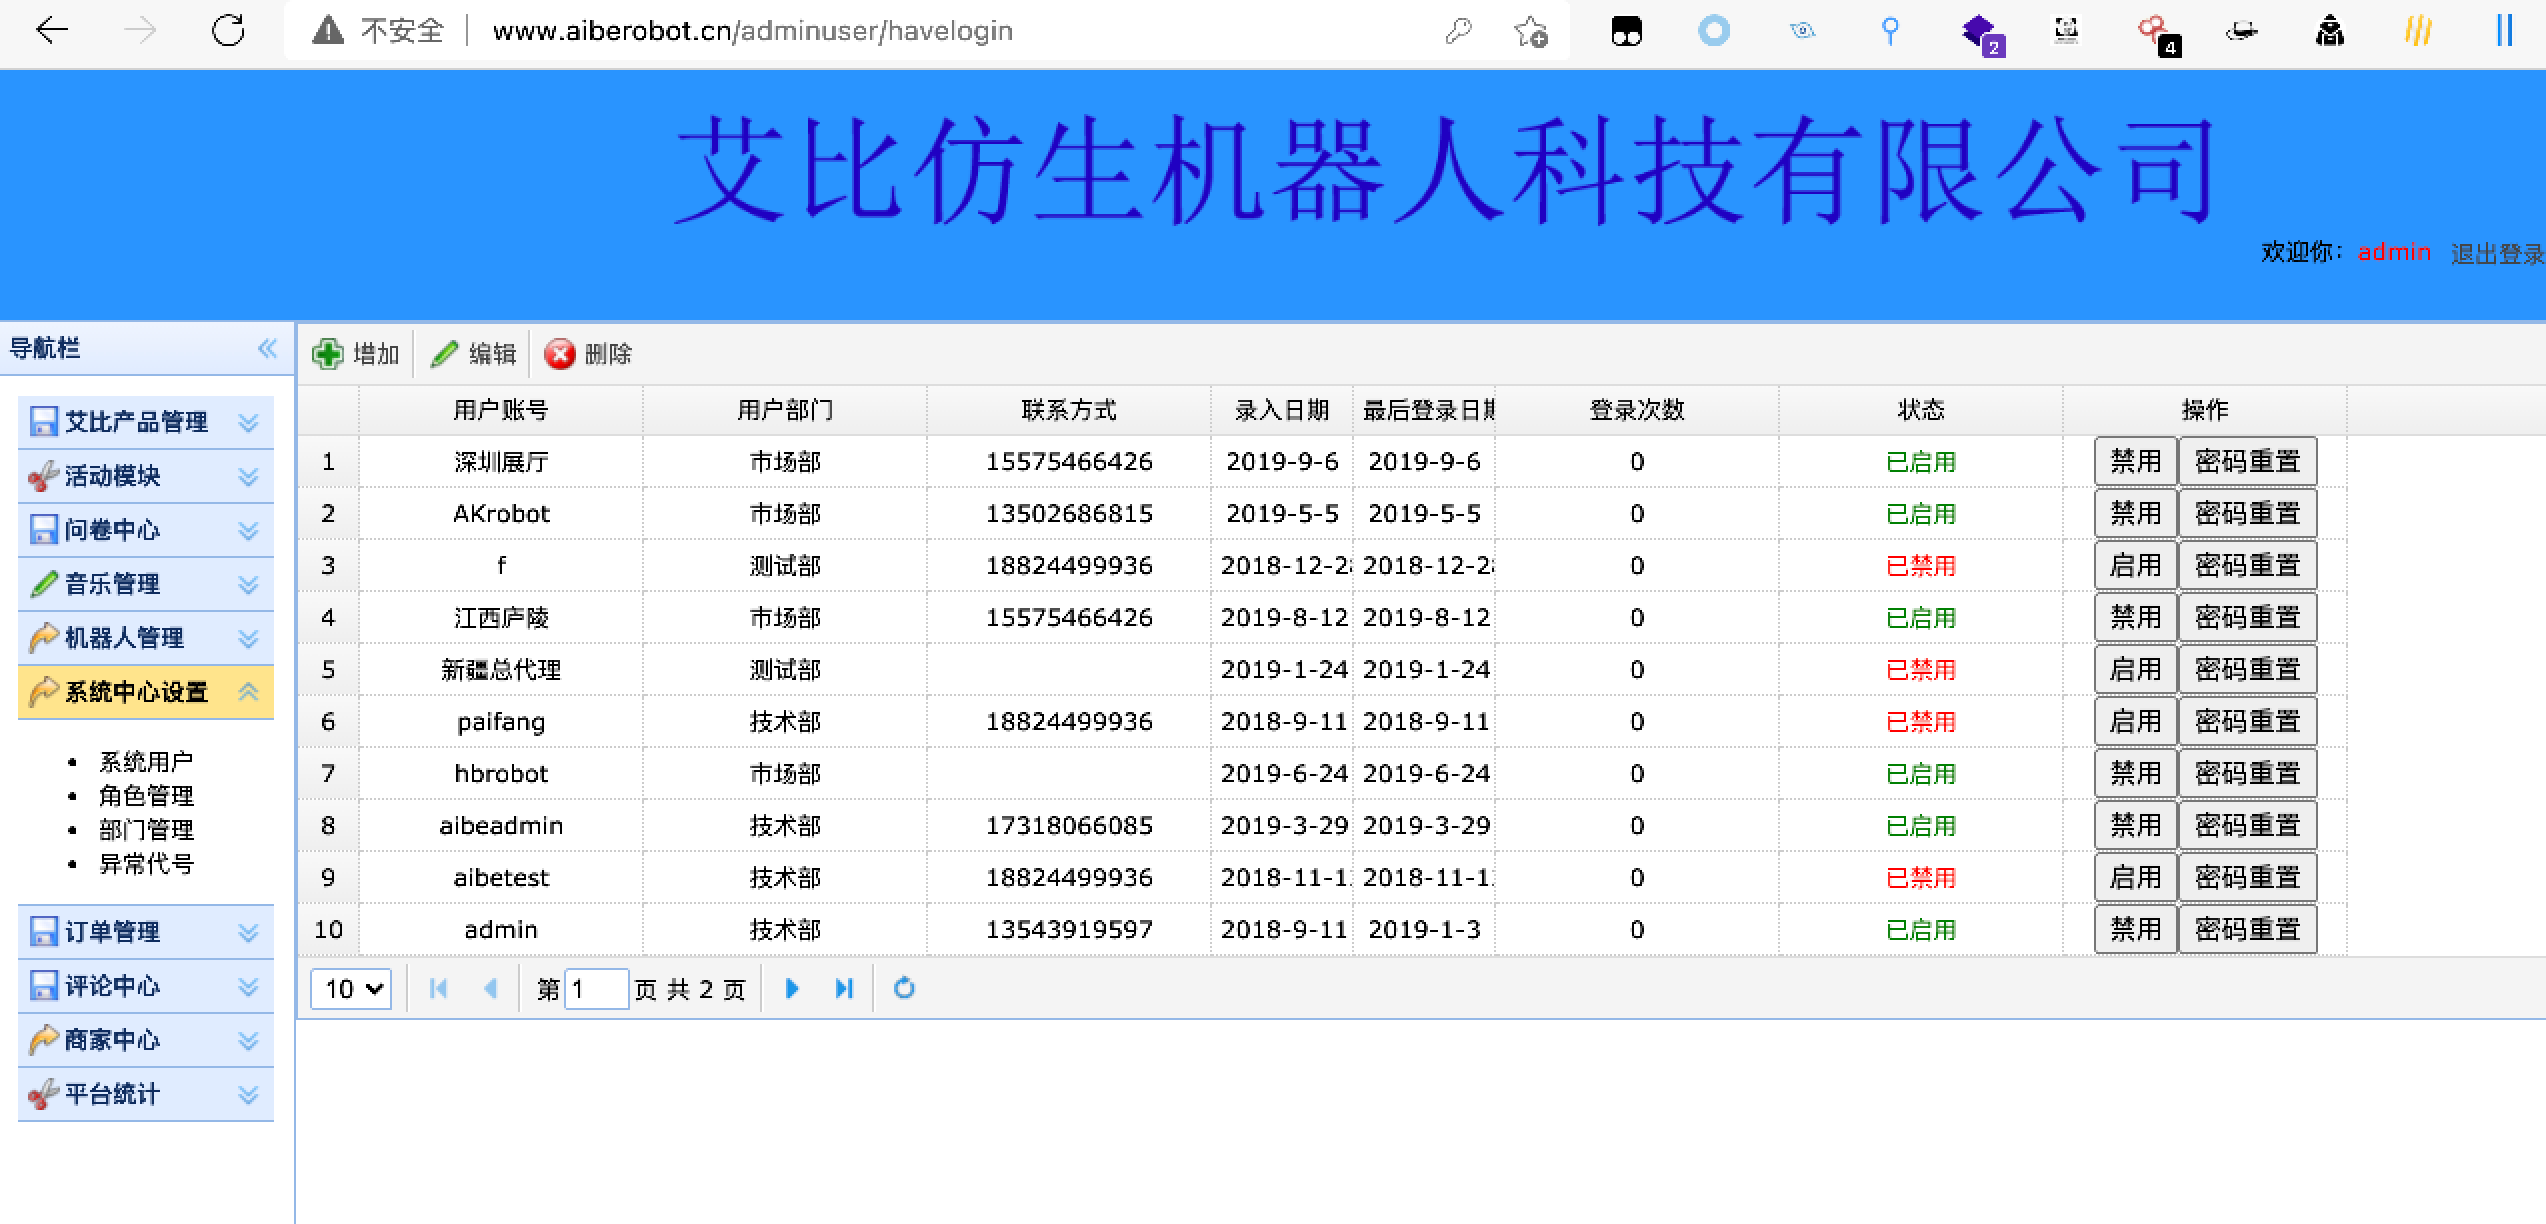 不安全 www.aiberobot.cn/adminuser/havelogin
2
4
艾比仿生机器人科技有限公司
欢迎你： admin 退出登录
导航栏
艾比产品管理
活动模块
问卷中心
音乐管理
机器人管理
系统中心设置
系统用户
角色管理
部门管理
异常代号
订单管理
评论中心
商家中心
平台统计
增加 编辑 删除
用户账号 用户部门 联系方式 录入日期 最后登录日期 登录次数 状态 操作
1 深圳展厅 市场部 15575466426 2019-9-6 2019-9-6 0 已启用 禁用 密码重置
2 AKrobot 市场部 13502686815 2019-5-5 2019-5-5 0 已启用 禁用 密码重置
3 f 测试部 18824499936 2018-12-2 2018-12-2 0 已禁用 启用 密码重置
4 江西庐陵 市场部 15575466426 2019-8-12 2019-8-12 0 已启用 禁用 密码重置
5 新疆总代理 测试部 2019-1-24 2019-1-24 0 已禁用 启用 密码重置
6 paifang 技术部 18824499936 2018-9-11 2018-9-11 0 已禁用 启用 密码重置
7 hbrobot 市场部 2019-6-24 2019-6-24 0 已启用 禁用 密码重置
8 aibeadmin 技术部 17318066085 2019-3-29 2019-3-29 0 已启用 禁用 密码重置
9 aibetest 技术部 18824499936 2018-11-1 2018-11-1 0 已禁用 启用 密码重置
10 admin 技术部 13543919597 2018-9-11 2019-1-3 0 已启用 禁用 密码重置
10 第 1 页 共 2 页